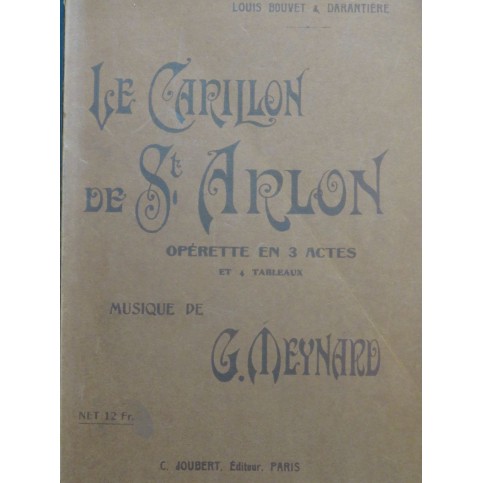 LOUIS BOUVET & DARANTIÈRE
LE CARILLON
DE St. ARLON
OPÉRETTE EN 3 ACTES
ET 4 TABLEAUX
MUSIQUE DE
G. MEYNARD
NET 12 Fr.
C. JOUBERT, Éditeur, PARIS